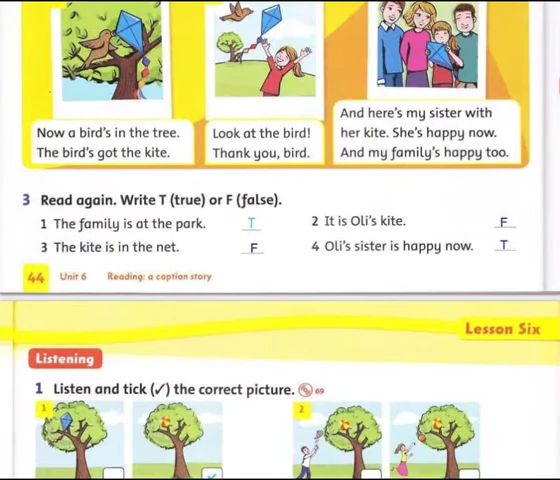 Now a bird's in the tree.
The bird's got the kite.
Look at the bird!
Thank you, bird.
And here's my sister with
her kite. She's happy now.
And my family's happy too.
3 Read again. Write T (true) or F (false).
1 The family is at the park. T
2 It is Oli's kite. F
3 The kite is in the net. F
4 Oli's sister is happy now. T
44 Unit 6 Reading: a caption story
Lesson Six
Listening
1 Listen and tick (✓) the correct picture. 69
1
2